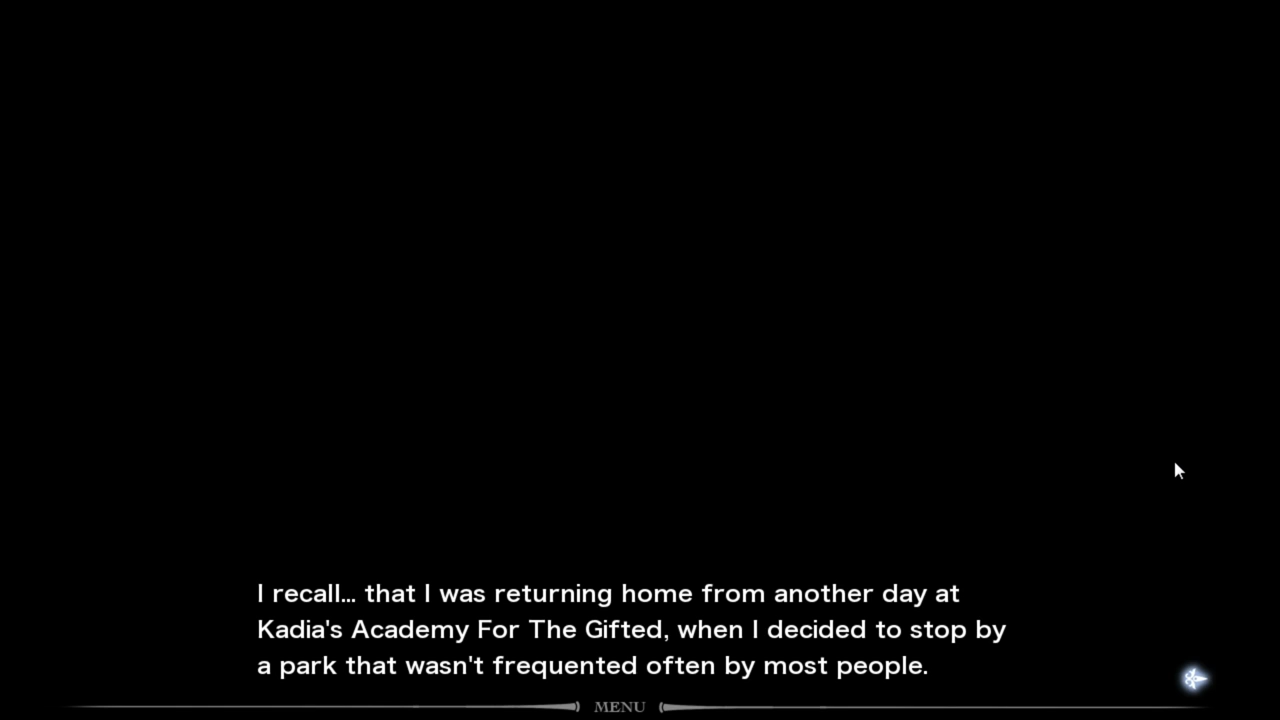 I recall... that I was returning home from another day at
Kadia's Academy For The Gifted, when I decided to stop by
a park that wasn't frequented often by most people.
MENU